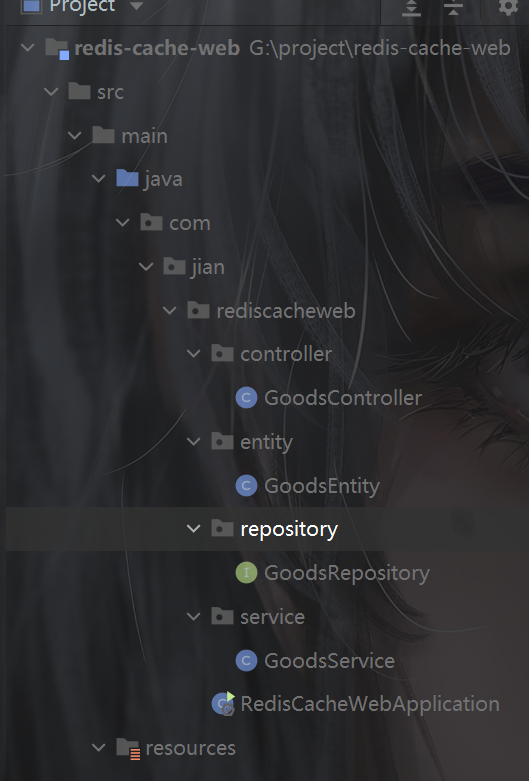 Project
redis-cache-web G:\project\redis-cache-web
src
main
java
com
jian
rediscacheweb
controller
GoodsController
entity
GoodsEntity
repository
GoodsRepository
service
GoodsService
RedisCacheWebApplication
resources